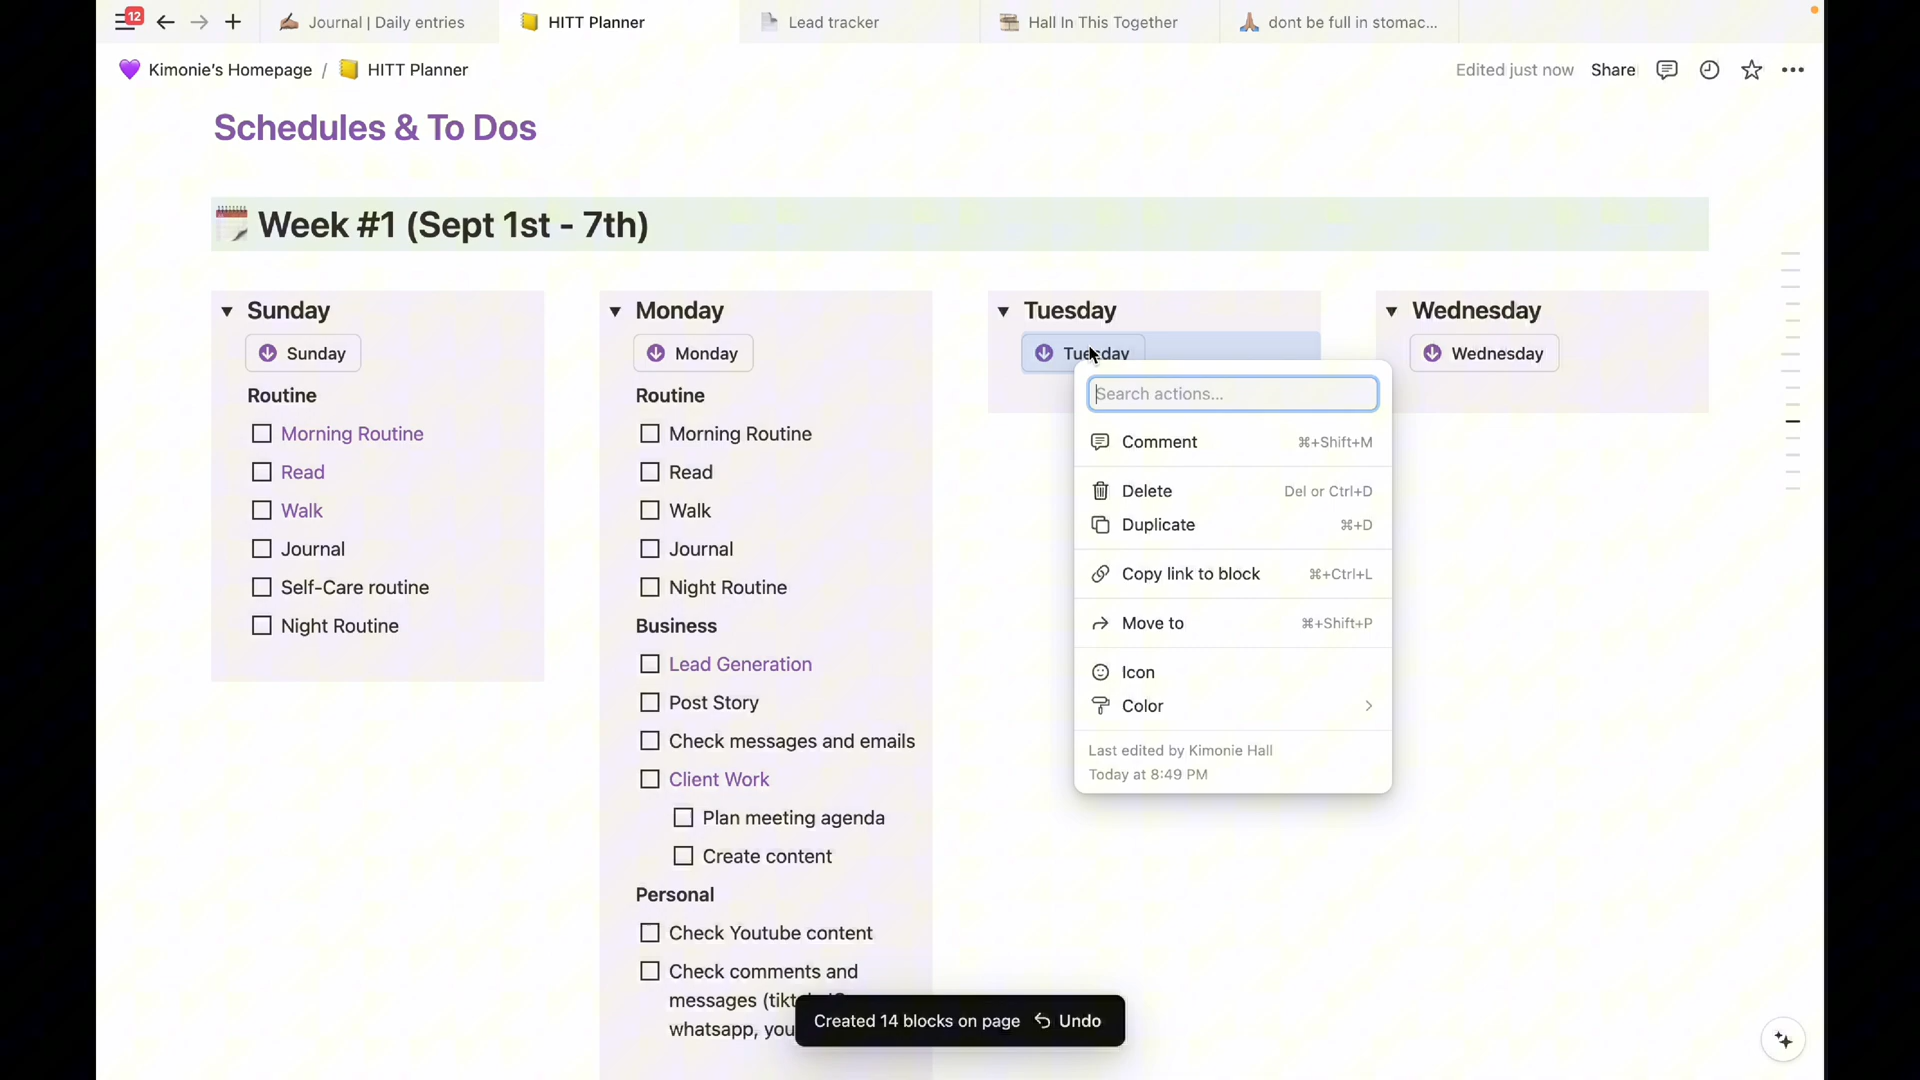 12
Journal | Daily entries
HITT Planner
Lead tracker
Hall In This Together
dont be full in stomac...
Kimonie's Homepage / HITT Planner
Edited just now
Share
Schedules & To Dos
Week #1 (Sept 1st - 7th)
Sunday
Sunday
Routine
Morning Routine
Read
Walk
Journal
Self-Care routine
Night Routine
Monday
Monday
Routine
Morning Routine
Read
Walk
Journal
Night Routine
Business
Lead Generation
Post Story
Check messages and emails
Client Work
Plan meeting agenda
Create content
Personal
Check Youtube content
Check comments and
messages
whatsapp,
Tuesday
Tuesday
Search actions...
Comment ⌘+Shift+M
Delete Del or Ctrl+D
Duplicate ⌘+D
Copy link to block ⌘+Ctrl+L
Move to ⌘+Shift+P
Icon
Color
Last edited by Kimonie Hall
Today at 8:49 PM
Wednesday
Wednesday
Created 14 blocks on page Undo